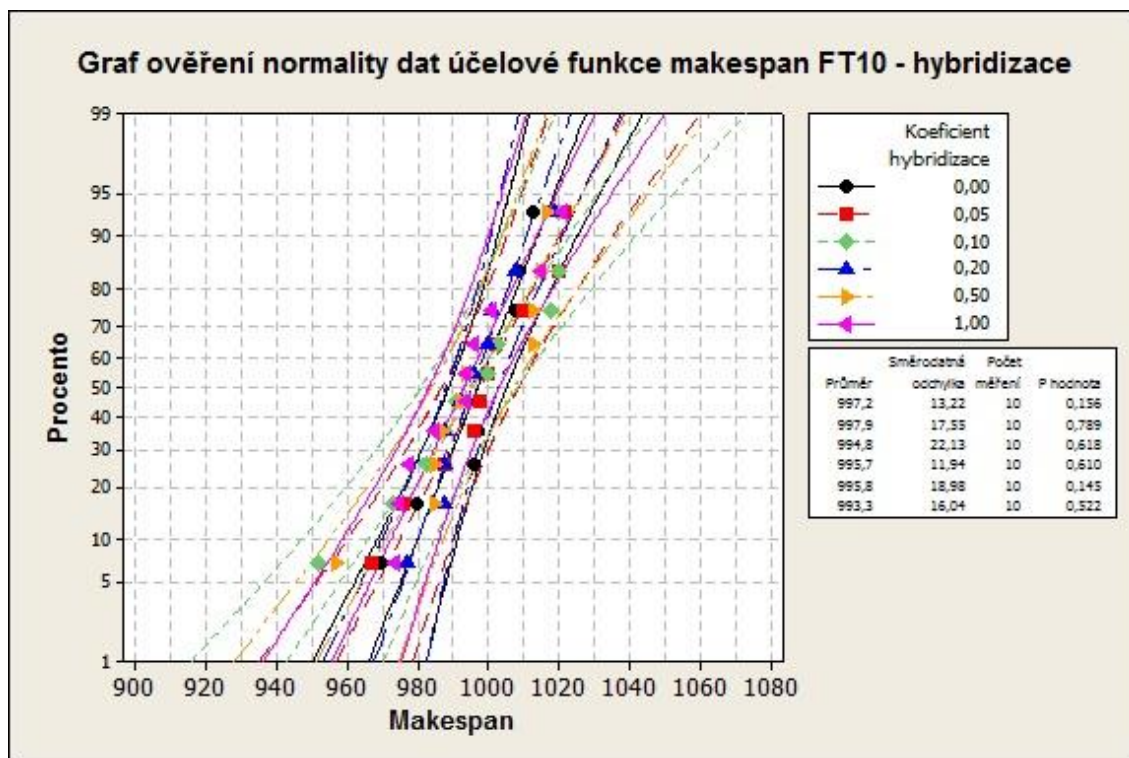 Graf ověření normality dat účelové funkce makespan FT10 - hybridizace
99
95
90
80
70
60
50
40
30
20
10
5
1
Procento
900 920 940 960 980 1000 1020 1040 1060 1080
Makespan
Koeficient
hybridizace
0,00
0,05
0,10
0,20
0,50
1,00
Směrodatná Počet
Průměr odchylka měření P hodnota
997,2 13,22 10 0,156
997,9 17,55 10 0,789
994,8 22,13 10 0,618
995,7 11,94 10 0,610
995,8 18,98 10 0,145
993,3 16,04 10 0,522